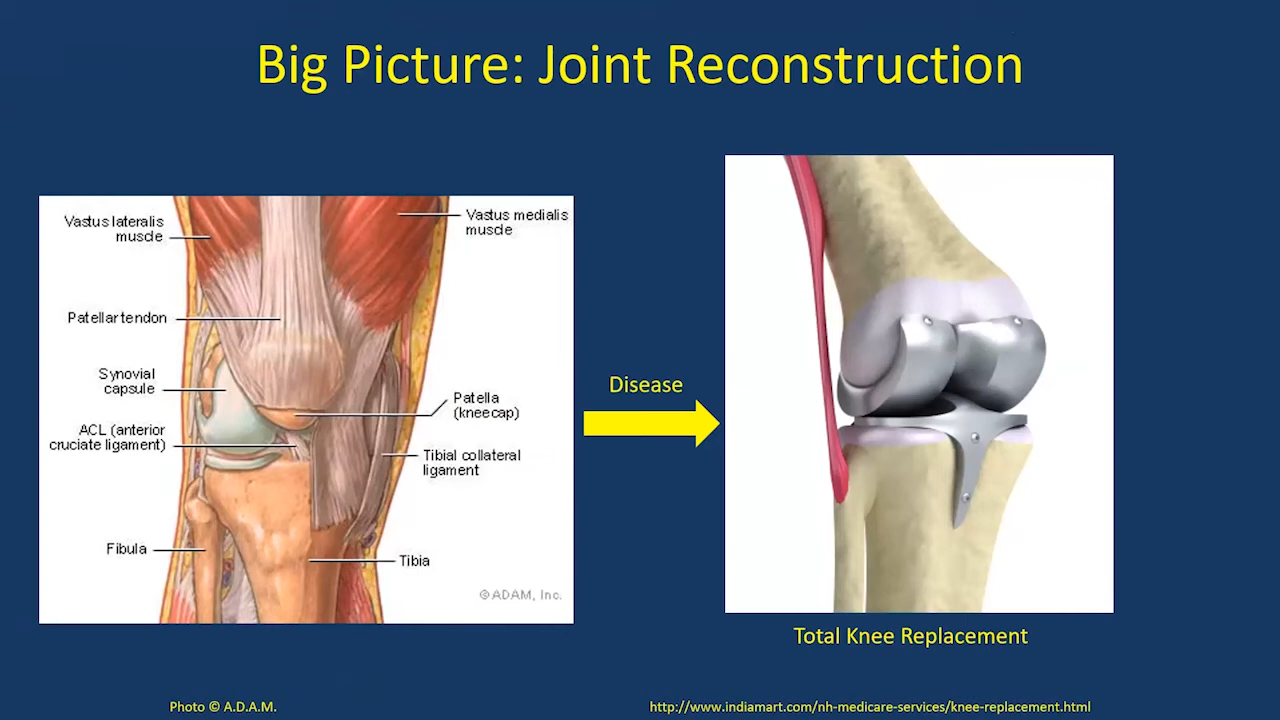 Big Picture: Joint Reconstruction
Vastus lateralis
muscle
Vastus medialis
muscle
Patellar tendon
Synovial
capsule
ACL (anterior
cruciate ligament)
Patella
(kneecap)
Tibial collateral
ligament
Fibula
Tibia
©ADAM, Inc.
Disease
Total Knee Replacement
Photo © A.D.A.M.
http://www.indiamart.com/nh-medicare-services/knee-replacement.html